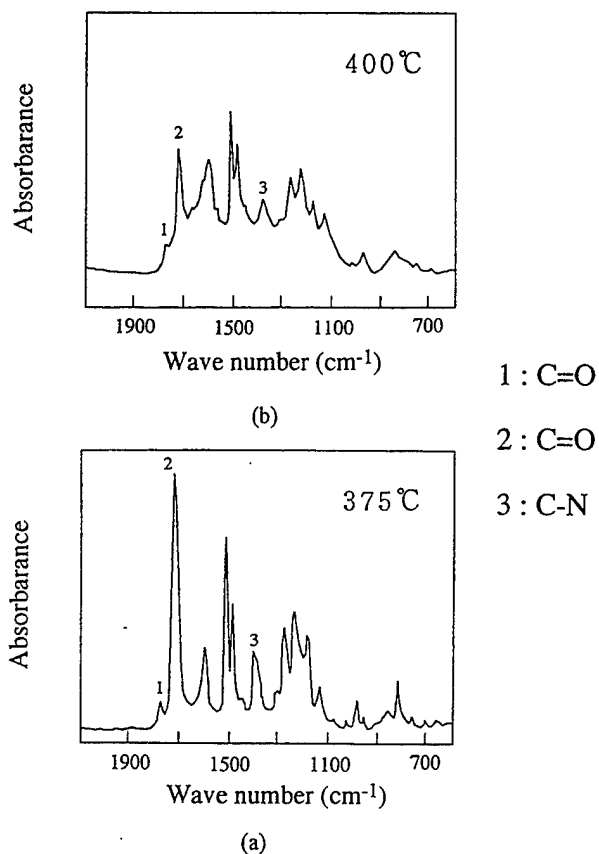 400℃
2
1
3
Absorbarance
1900 1500 1100 700
Wave number (cm-1)
(b)
1 : C=O
2 : C=O
3 : C-N
375℃
2
1
3
Absorbarance
1900 1500 1100 700
Wave number (cm-1)
(a)